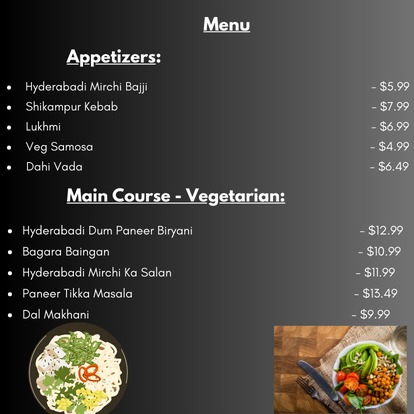 Menu
Appetizers:
• Hyderabadi Mirchi Bajji - $5.99
• Shikampur Kebab - $7.99
• Lukhmi - $6.99
• Veg Samosa - $4.99
• Dahi Vada - $6.49
Main Course - Vegetarian:
• Hyderabadi Dum Paneer Biryani - $12.99
• Bagara Baingan - $10.99
• Hyderabadi Mirchi Ka Salan - $11.99
• Paneer Tikka Masala - $13.49
• Dal Makhani - $9.99